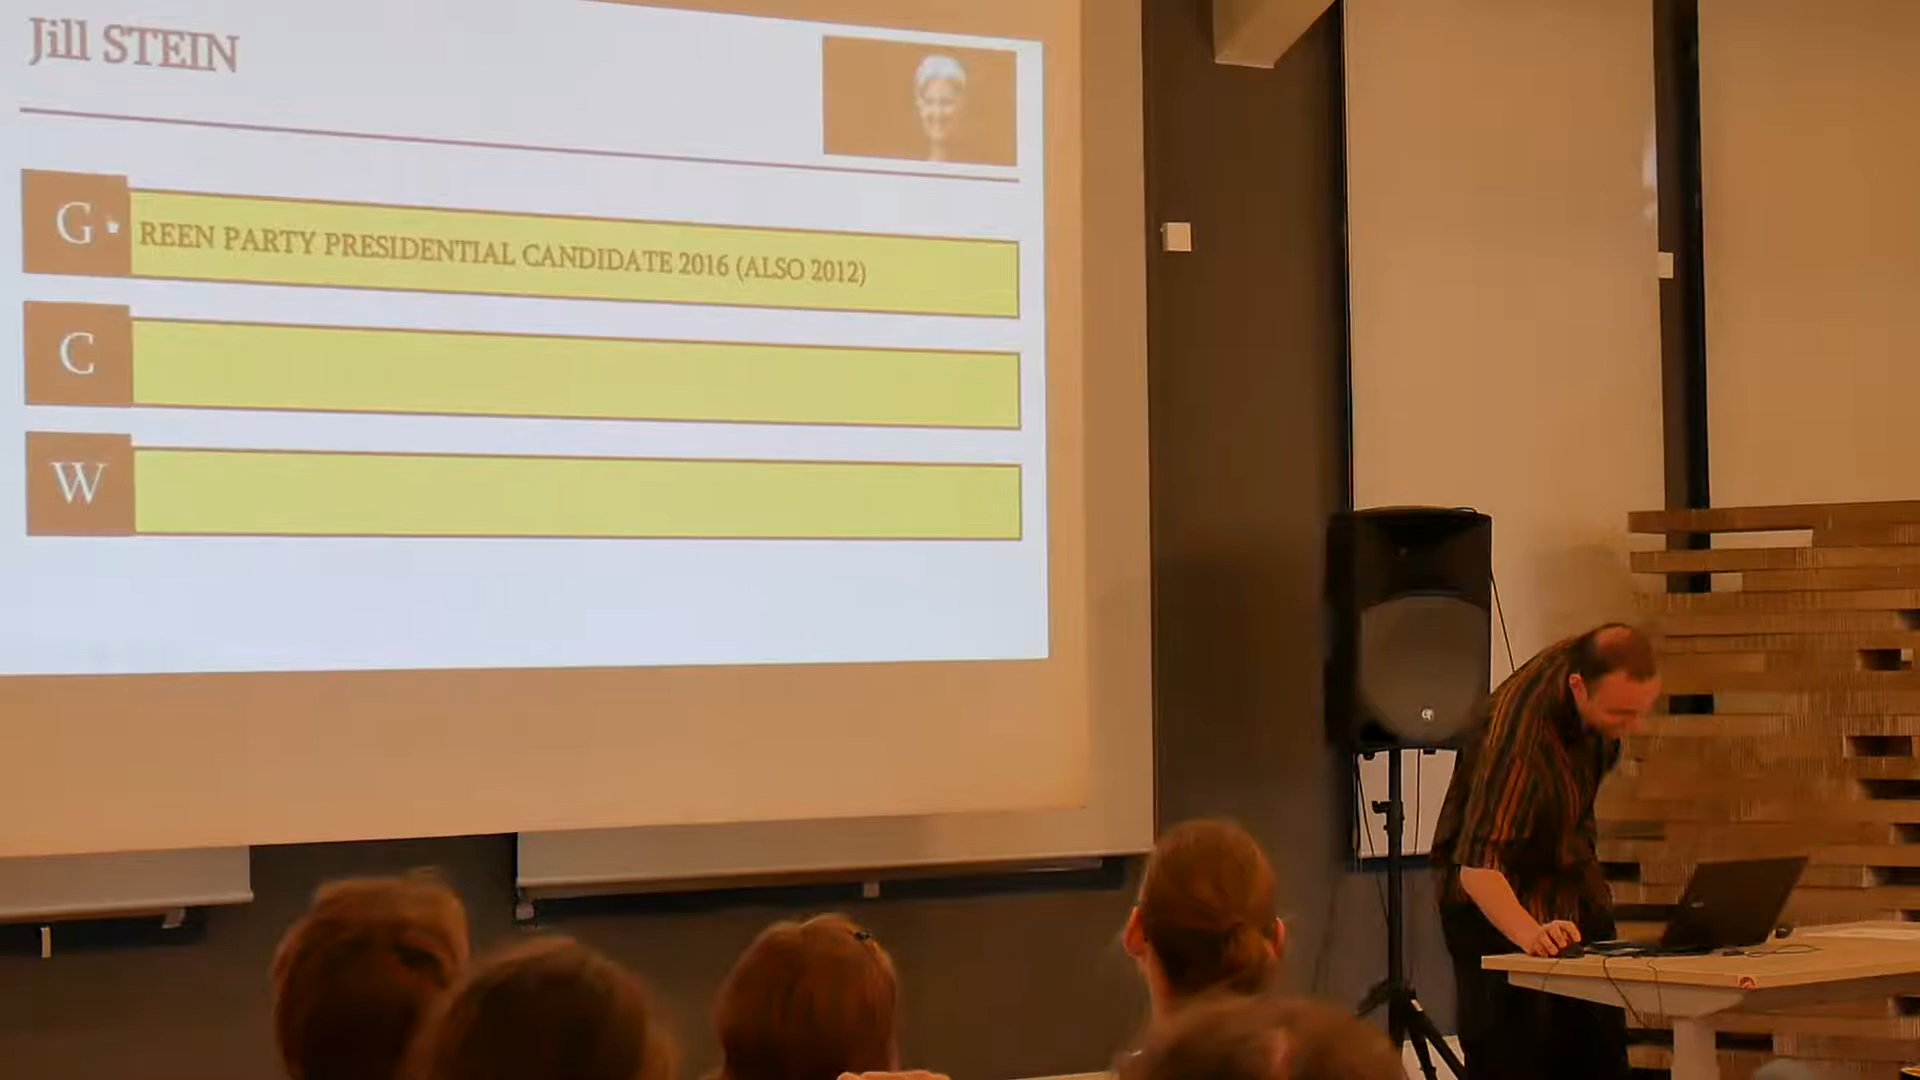 Jill STEIN
G REEN PARTY PRESIDENTIAL CANDIDATE 2016 (ALSO 2012)
C
W